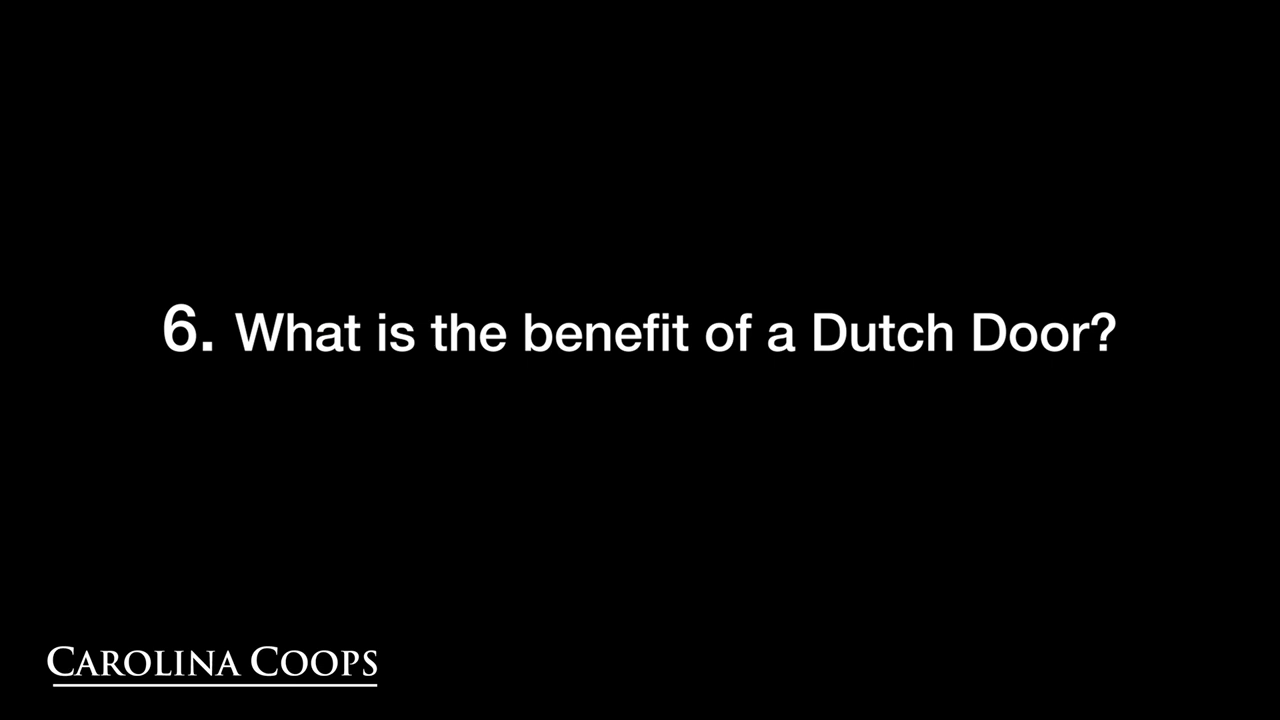 6. What is the benefit of a Dutch Door?
CAROLINA COOPS